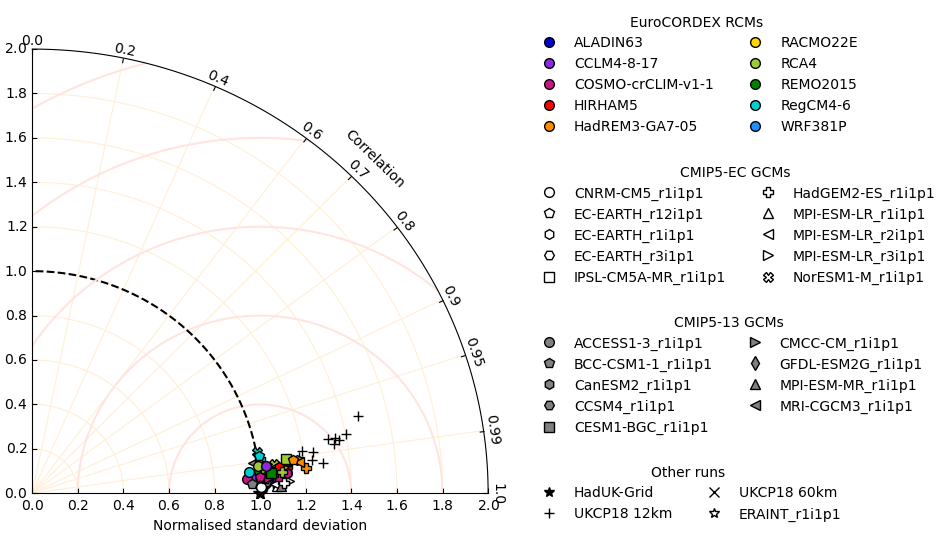 0.0
0.2
0.4
0.6
0.7
0.8
0.9
0.95
0.99
1.0
Correlation
2.0
1.8
1.6
1.4
1.2
1.0
0.8
0.6
0.4
0.2
0.0
0.0 0.2 0.4 0.6 0.8 1.0 1.2 1.4 1.6 1.8 2.0
Normalised standard deviation
EuroCORDEX RCMs
ALADIN63
CCLM4-8-17
COSMO-crCLIM-v1-1
HIRHAM5
HadREM3-GA7-05
RACMO22E
RCA4
REMO2015
RegCM4-6
WRF381P
CMIP5-EC GCMs
CNRM-CM5_r1i1p1
EC-EARTH_r12i1p1
EC-EARTH_r1i1p1
EC-EARTH_r3i1p1
IPSL-CM5A-MR_r1i1p1
HadGEM2-ES_r1i1p1
MPI-ESM-LR_r1i1p1
MPI-ESM-LR_r2i1p1
MPI-ESM-LR_r3i1p1
NorESM1-M_r1i1p1
CMIP5-13 GCMs
ACCESS1-3_r1i1p1
BCC-CSM1-1_r1i1p1
CanESM2_r1i1p1
CCSM4_r1i1p1
CESM1-BGC_r1i1p1
CMCC-CM_r1i1p1
GFDL-ESM2G_r1i1p1
MPI-ESM-MR_r1i1p1
MRI-CGCM3_r1i1p1
Other runs
HadUK-Grid
UKCP18 12km
UKCP18 60km
ERAINT_r1i1p1